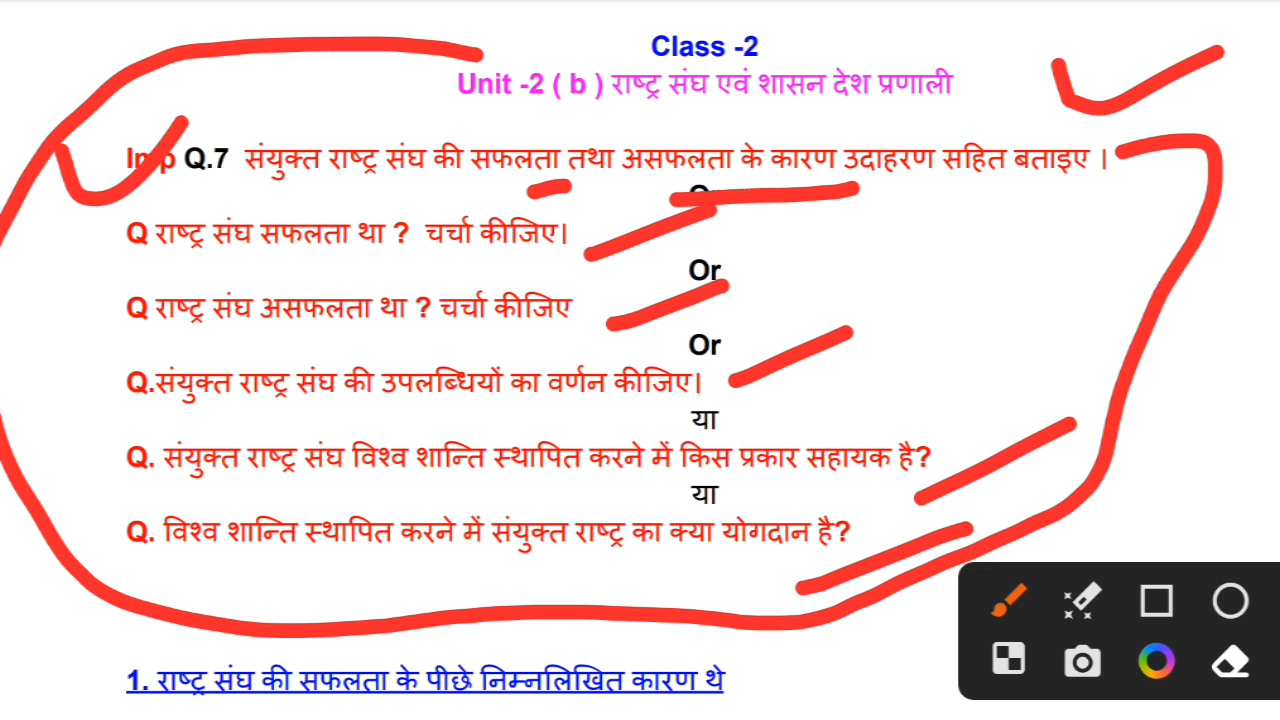 Class -2
Unit -2 ( b ) राष्ट्र संघ एवं शासन देश प्रणाली
Imp Q.7 संयुक्त राष्ट्र संघ की सफलता तथा असफलता के कारण उदाहरण सहित बताइए ।
Or
Q राष्ट्र संघ सफलता था ? चर्चा कीजिए।
Or
Q राष्ट्र संघ असफलता था ? चर्चा कीजिए
Or
Q.संयुक्त राष्ट्र संघ की उपलब्धियों का वर्णन कीजिए।
या
Q. संयुक्त राष्ट्र संघ विश्व शान्ति स्थापित करने में किस प्रकार सहायक है?
या
Q. विश्व शान्ति स्थापित करने में संयुक्त राष्ट्र का क्या योगदान है?
1. राष्ट्र संघ की सफलता के पीछे निम्नलिखित कारण थे